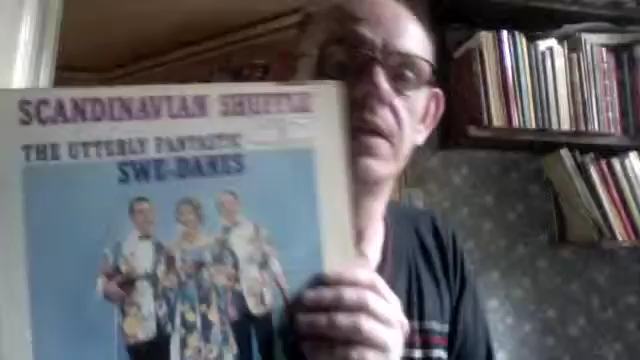 SCANDINAVIAN SHUFFLE
THE UTTERLY FANTASTIC
SWE-DANES